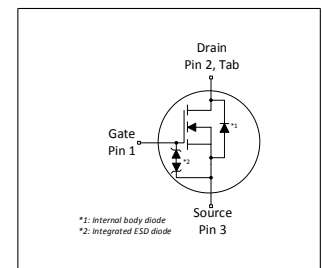 Drain
Pin 2, Tab
*1
Gate
Pin 1
*2
Source
Pin 3
*1: Internal body diode
*2: Integrated ESD diode